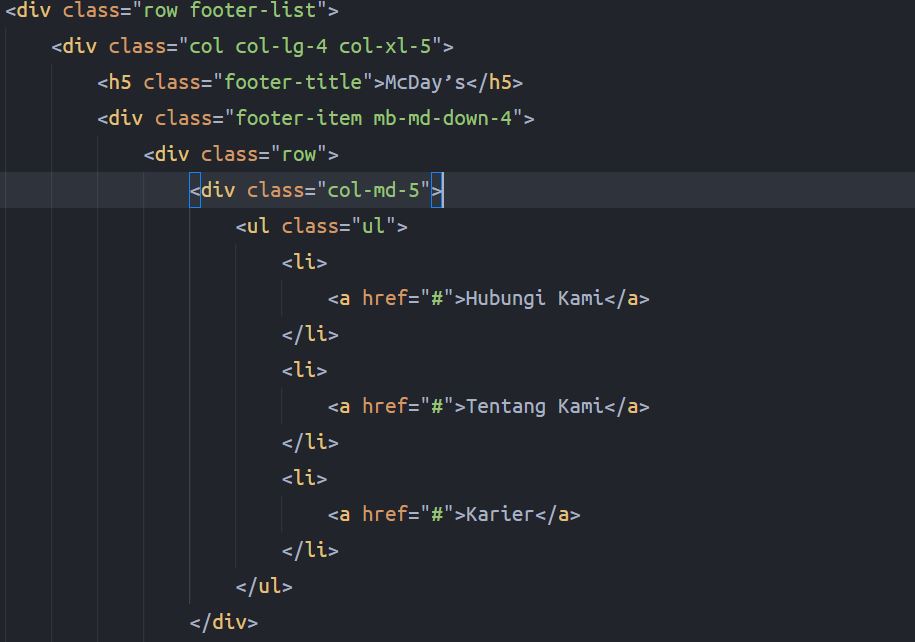 <div class="row footer-list">
<div class="col col-lg-4 col-xl-5">
<h5 class="footer-title">McDay’s</h5>
<div class="footer-item mb-md-down-4">
<div class="row">
<div class="col-md-5">
<ul class="ul">
<li>
<a href="#">Hubungi Kami</a>
</li>
<li>
<a href="#">Tentang Kami</a>
</li>
<li>
<a href="#">Karier</a>
</li>
</ul>
</div>